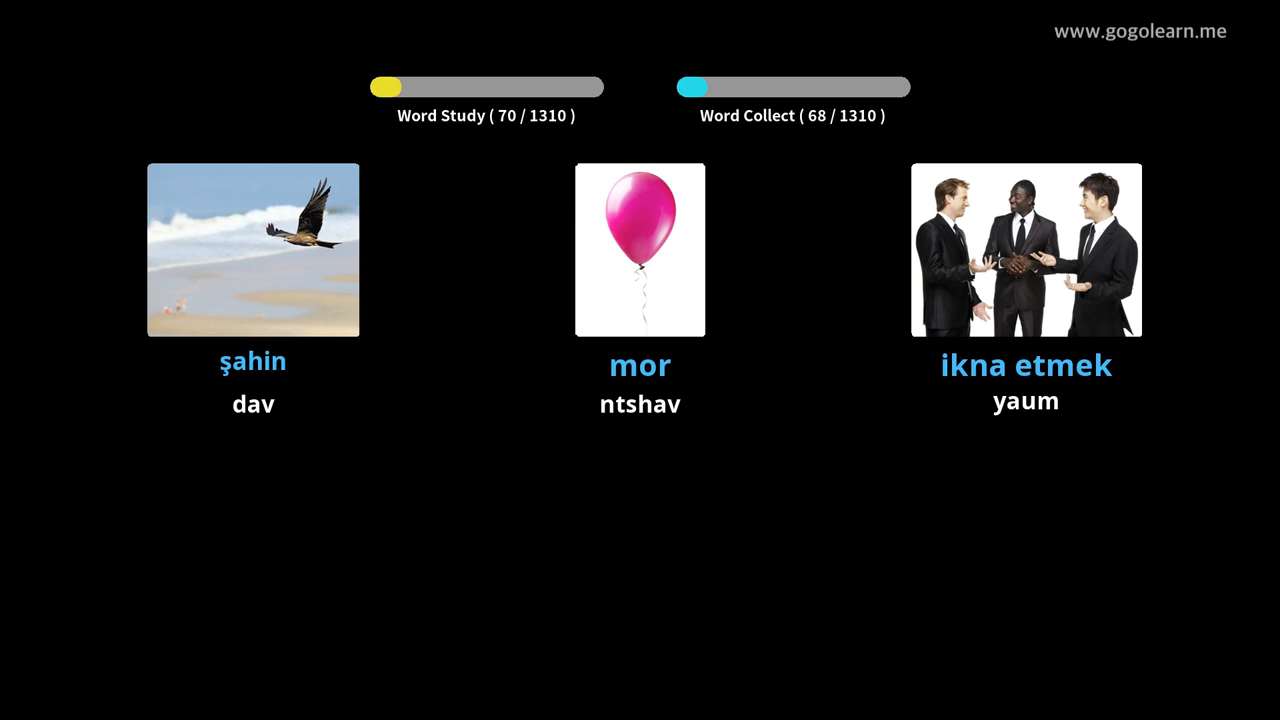 www.gogolearn.me
Word Study ( 70 / 1310 )
Word Collect ( 68 / 1310 )
şahin
mor
ikna etmek
dav
ntshav
yaum